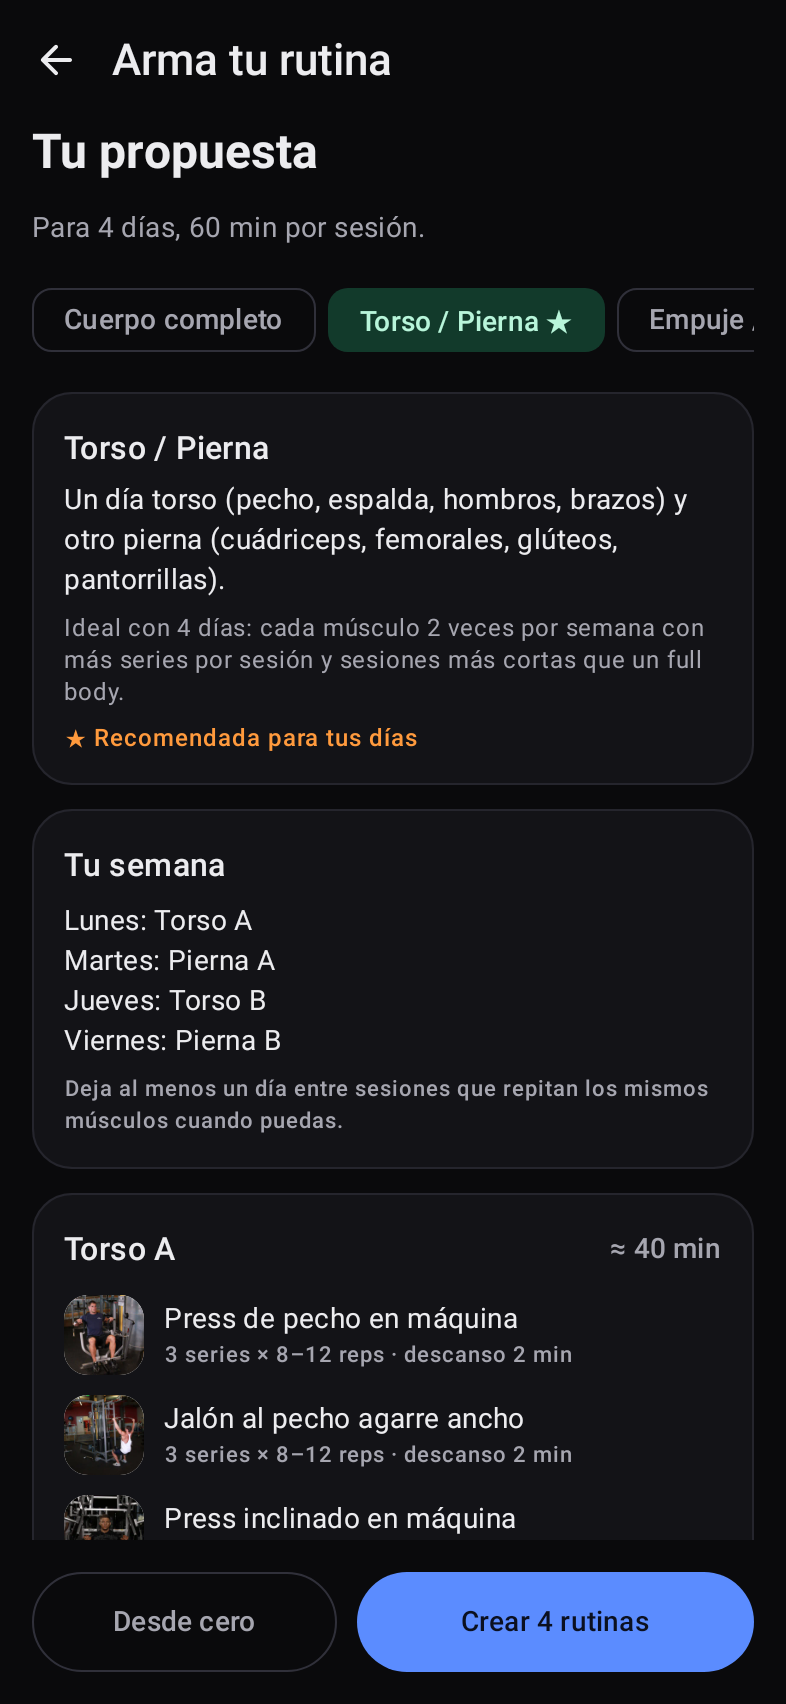 Arma tu rutina
Tu propuesta
Para 4 días, 60 min por sesión.
Cuerpo completo
Torso / Pierna ★
Empuje
Torso / Pierna
Un día torso (pecho, espalda, hombros, brazos) y
otro pierna (cuádriceps, femorales, glúteos,
pantorrillas).
Ideal con 4 días: cada músculo 2 veces por semana con
más series por sesión y sesiones más cortas que un full
body.
★ Recomendada para tus días
Tu semana
Lunes: Torso A
Martes: Pierna A
Jueves: Torso B
Viernes: Pierna B
Deja al menos un día entre sesiones que repitan los mismos
músculos cuando puedas.
Torso A
≈ 40 min
Press de pecho en máquina
3 series × 8–12 reps · descanso 2 min
Jalón al pecho agarre ancho
3 series × 8–12 reps · descanso 2 min
Press inclinado en máquina
Desde cero
Crear 4 rutinas